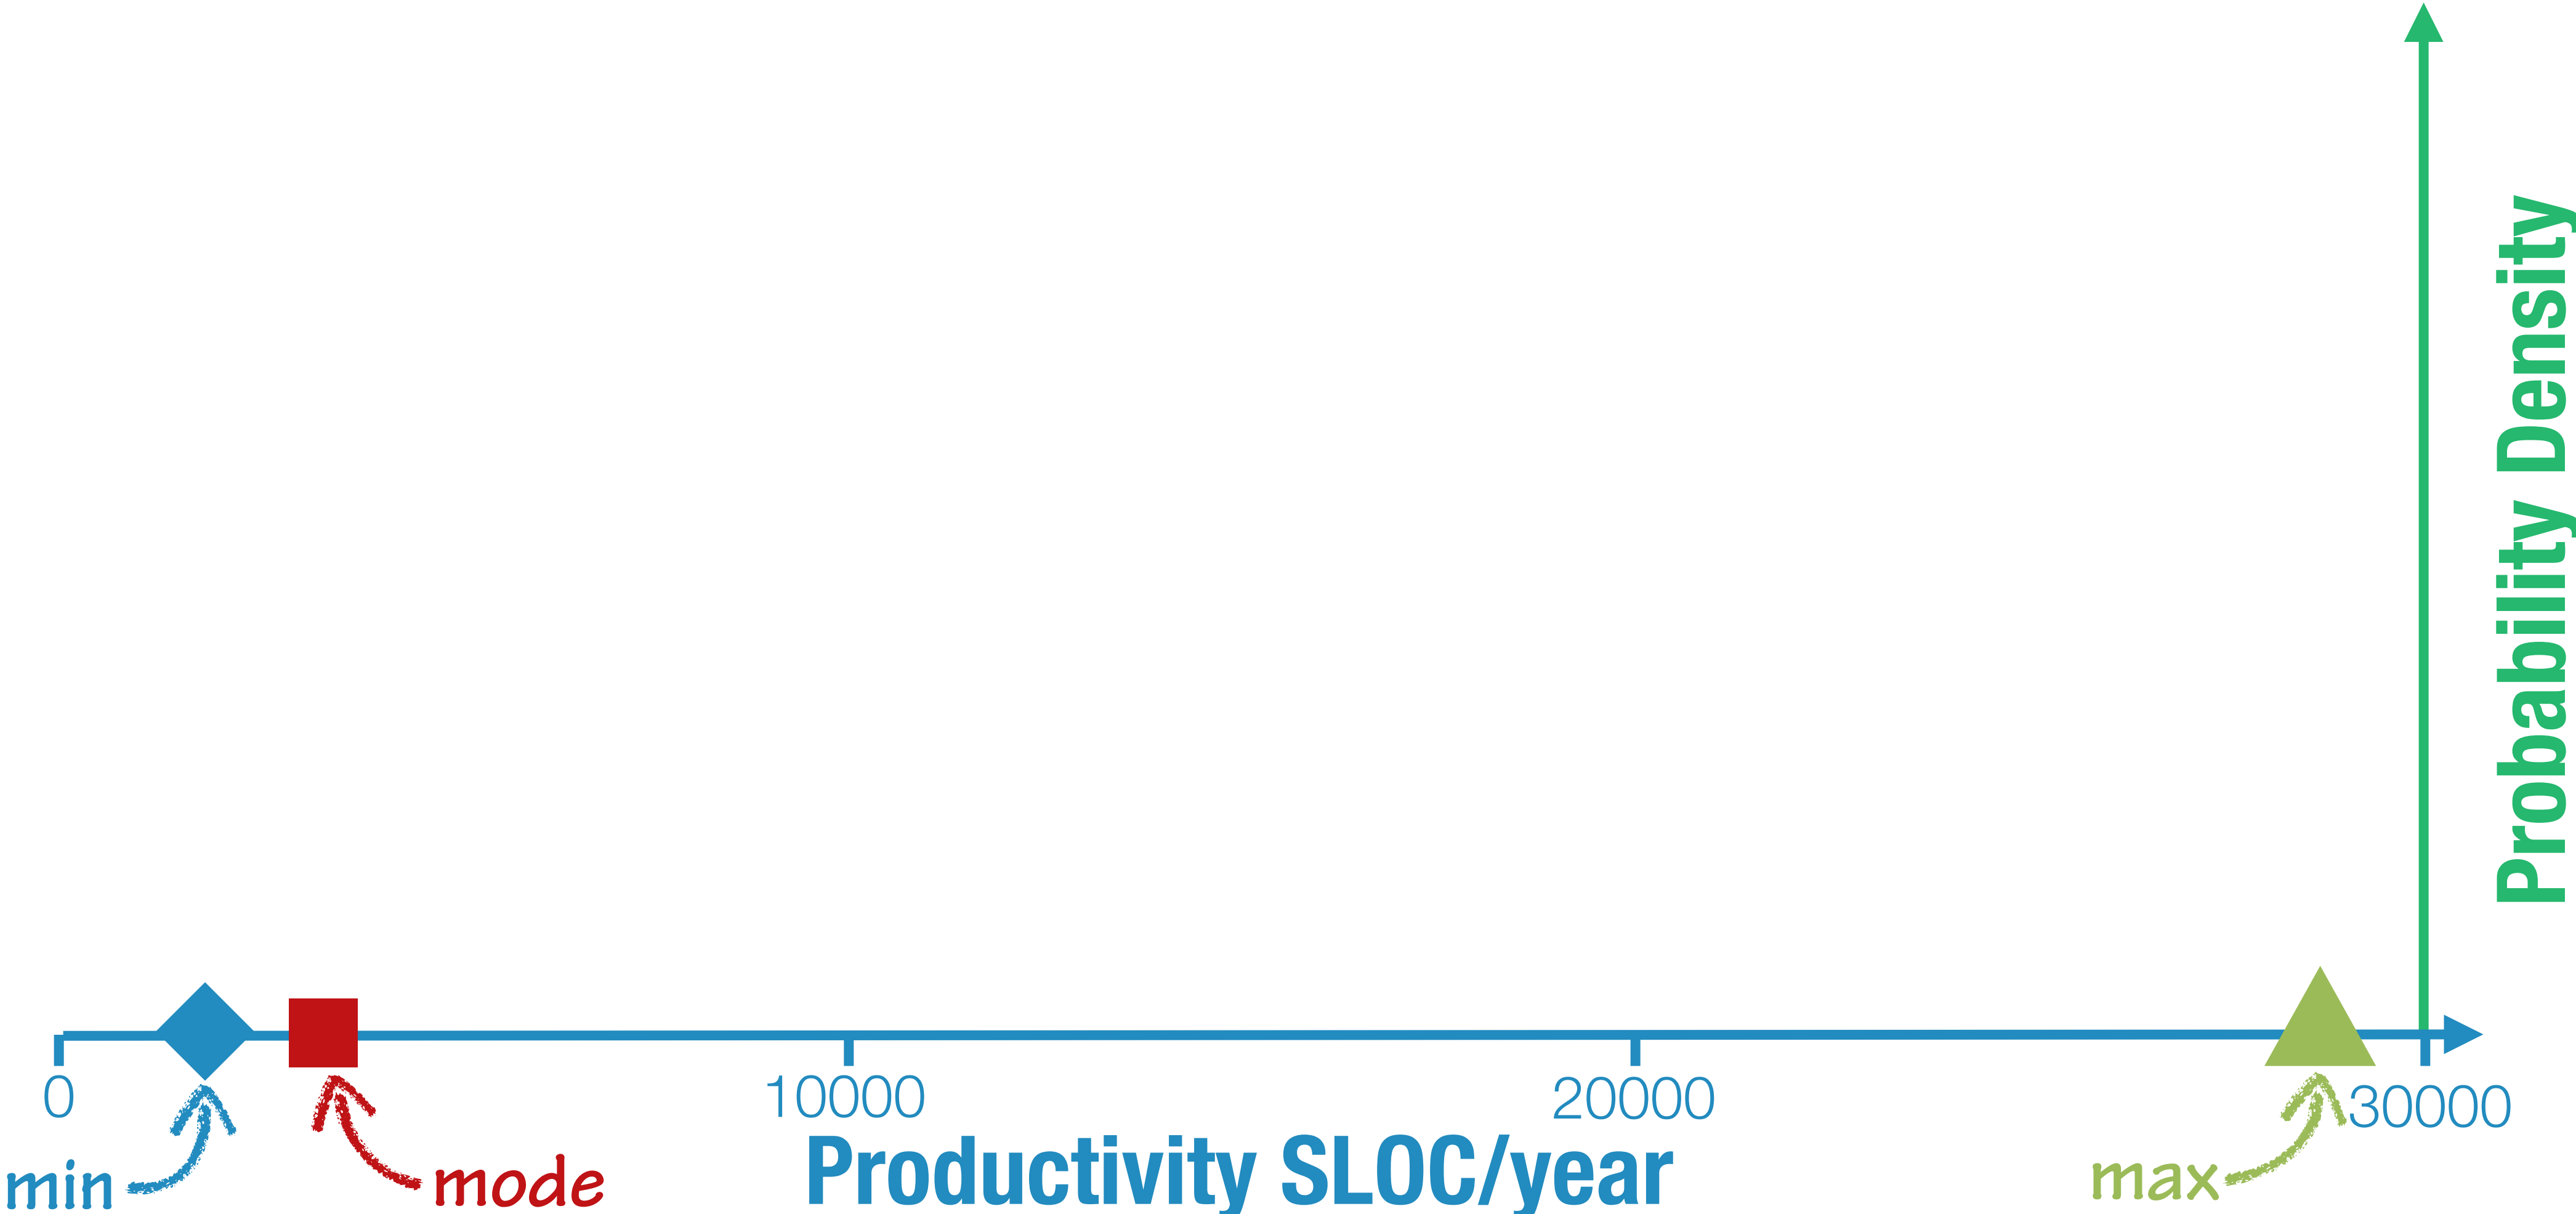 Probability Density
0
10000
20000
30000
min
mode
Productivity SLOC/year
max